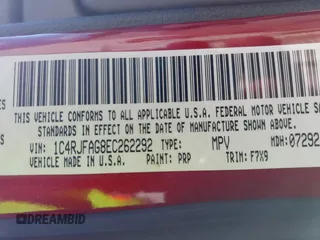 THIS VEHICLE CONFORMS TO ALL APPLICABLE U.S.A. FEDERAL MOTOR VEHICLE
STANDARDS IN EFFECT ON THE DATE OF MANUFACTURE SHOWN ABOVE.
VIN: 1C4RJFAG8EC262292 TYPE: MPV MDH: 07292
VEHICLE MADE IN U.S.A. PAINT: PRP TRIM: F7X9
DREAMBID